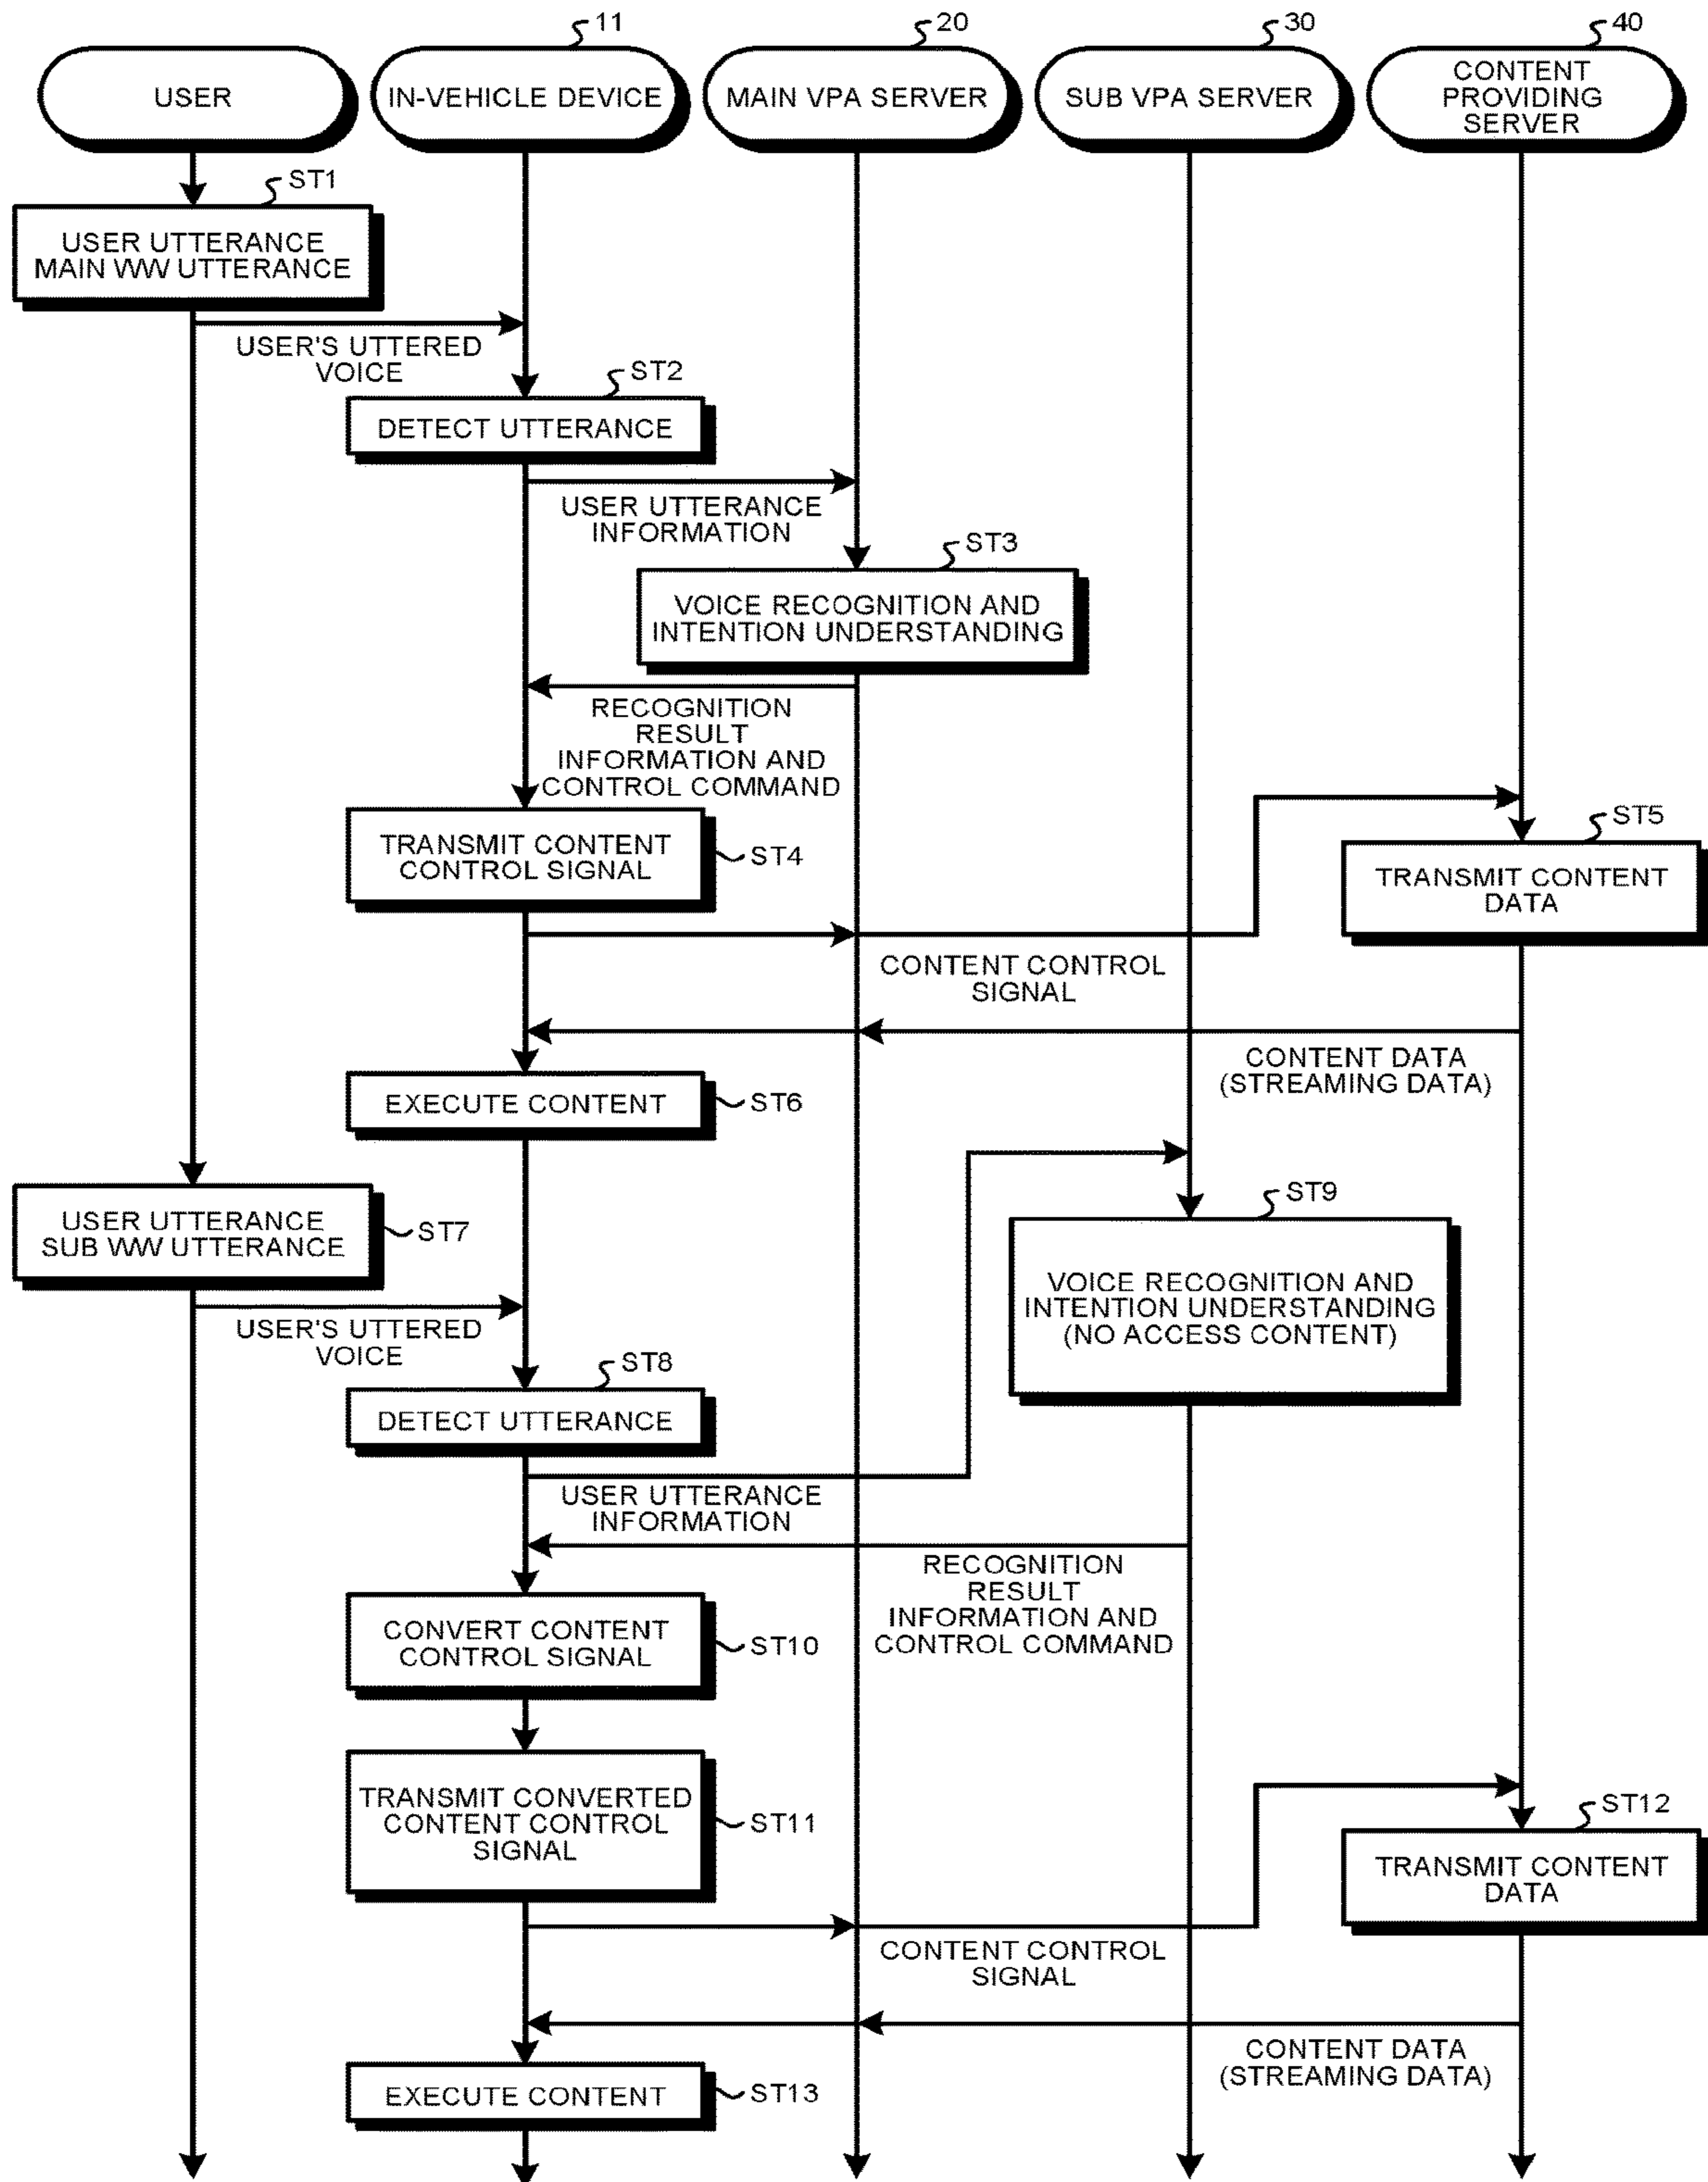 11
20
30
40
USER
IN-VEHICLE DEVICE
MAIN VPA SERVER
SUB VPA SERVER
CONTENT
PROVIDING
SERVER
ST1
USER UTTERANCE
MAIN WW UTTERANCE
USER'S UTTERED
VOICE
ST2
DETECT UTTERANCE
USER UTTERANCE
INFORMATION
ST3
VOICE RECOGNITION AND
INTENTION UNDERSTANDING
RECOGNITION
RESULT
INFORMATION AND
CONTROL COMMAND
TRANSMIT CONTENT
CONTROL SIGNAL
ST4
ST5
TRANSMIT CONTENT
DATA
CONTENT CONTROL
SIGNAL
CONTENT DATA
(STREAMING DATA)
EXECUTE CONTENT
ST6
USER UTTERANCE
SUB WW UTTERANCE
ST7
ST9
VOICE RECOGNITION AND
INTENTION UNDERSTANDING
(NO ACCESS CONTENT)
USER'S UTTERED
VOICE
ST8
DETECT UTTERANCE
USER UTTERANCE
INFORMATION
RECOGNITION
RESULT
INFORMATION AND
CONTROL COMMAND
CONVERT CONTENT
CONTROL SIGNAL
ST10
TRANSMIT CONVERTED
CONTENT CONTROL
SIGNAL
ST11
ST12
TRANSMIT CONTENT
DATA
CONTENT CONTROL
SIGNAL
CONTENT DATA
(STREAMING DATA)
EXECUTE CONTENT
ST13